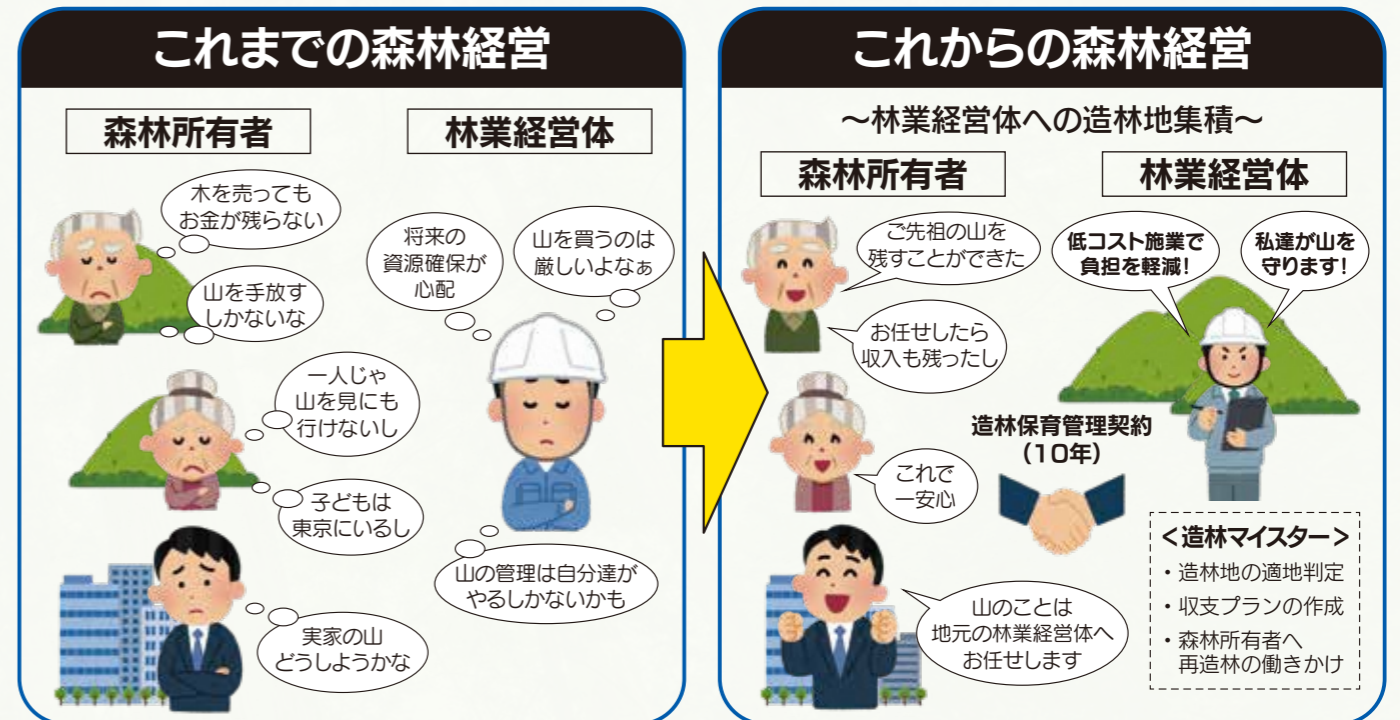 これまでの森林経営
森林所有者
林業経営体
木を売っても
お金が残らない
山を手放す
しかないな
一人じゃ
山を見にも
行けないし
子どもは
東京にいるし
実家の山
どうしようかな
将来の
資源確保が
心配
山を買うのは
厳しいよなぁ
山の管理は自分達が
やるしかないかも
これからの森林経営
～林業経営体への造林地集積～
森林所有者
林業経営体
ご先祖の山を
残すことができた
お任せしたら
収入も残ったし
これで
一安心
山のことは
地元の林業経営体へ
お任せします
低コスト施業で
負担を軽減!
私達が山を
守ります!
造林保育管理契約
(10年)
＜造林マイスター＞
・造林地の適地判定
・収支プランの作成
・森林所有者へ
再造林の働きかけ